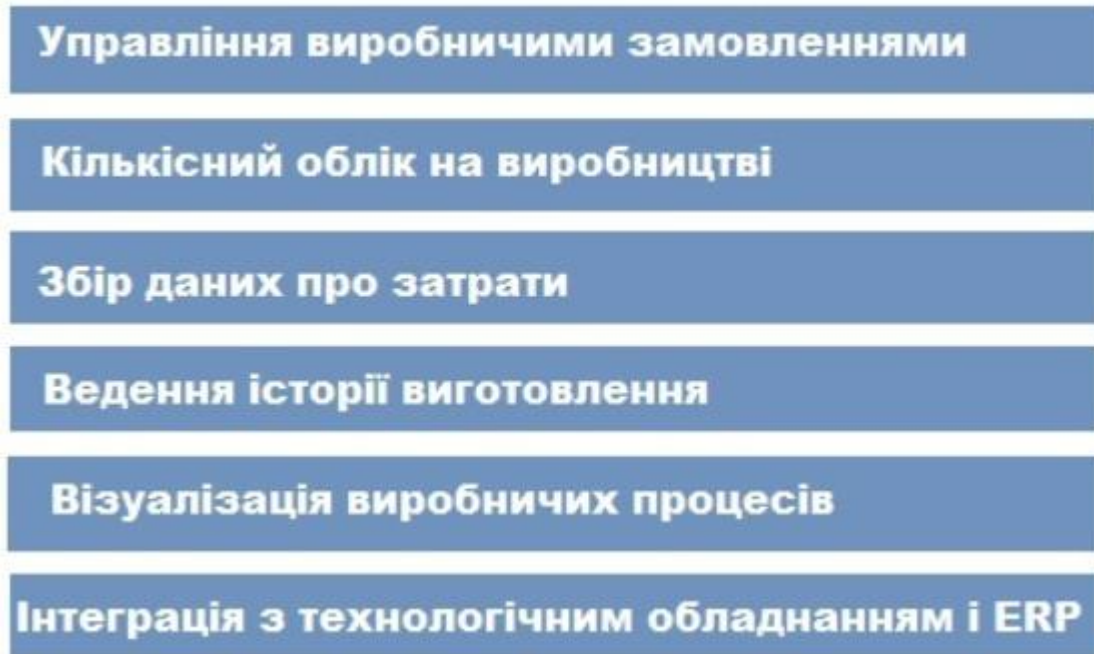 Управління виробничими замовленнями
Кількісний облік на виробництві
Збір даних про затрати
Ведення історії виготовлення
Візуалізація виробничих процесів
Інтеграція з технологічним обладнанням і ERP